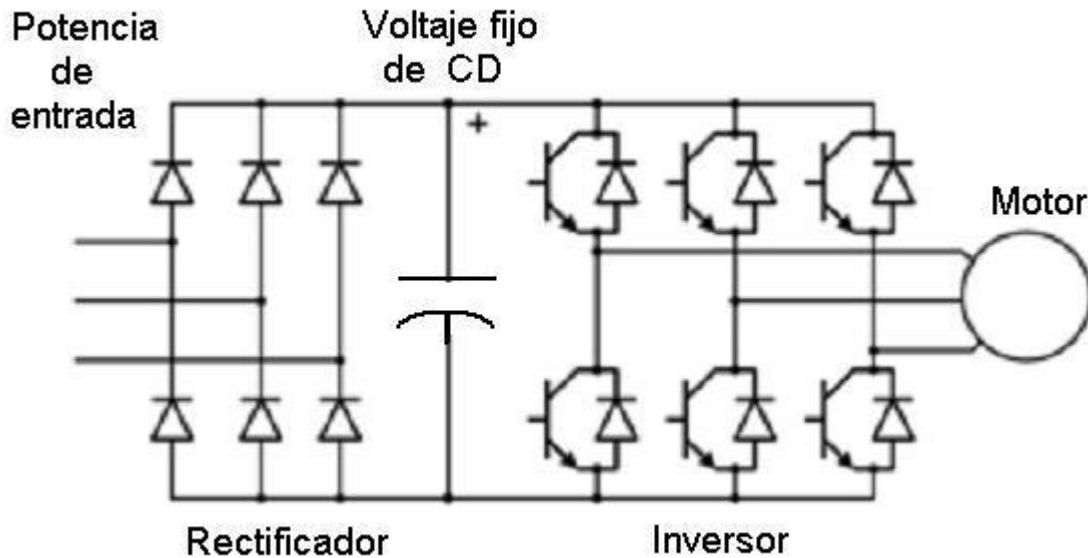 Potencia
de
entrada
Voltaje fijo
de CD
+
Motor
Rectificador
Inversor